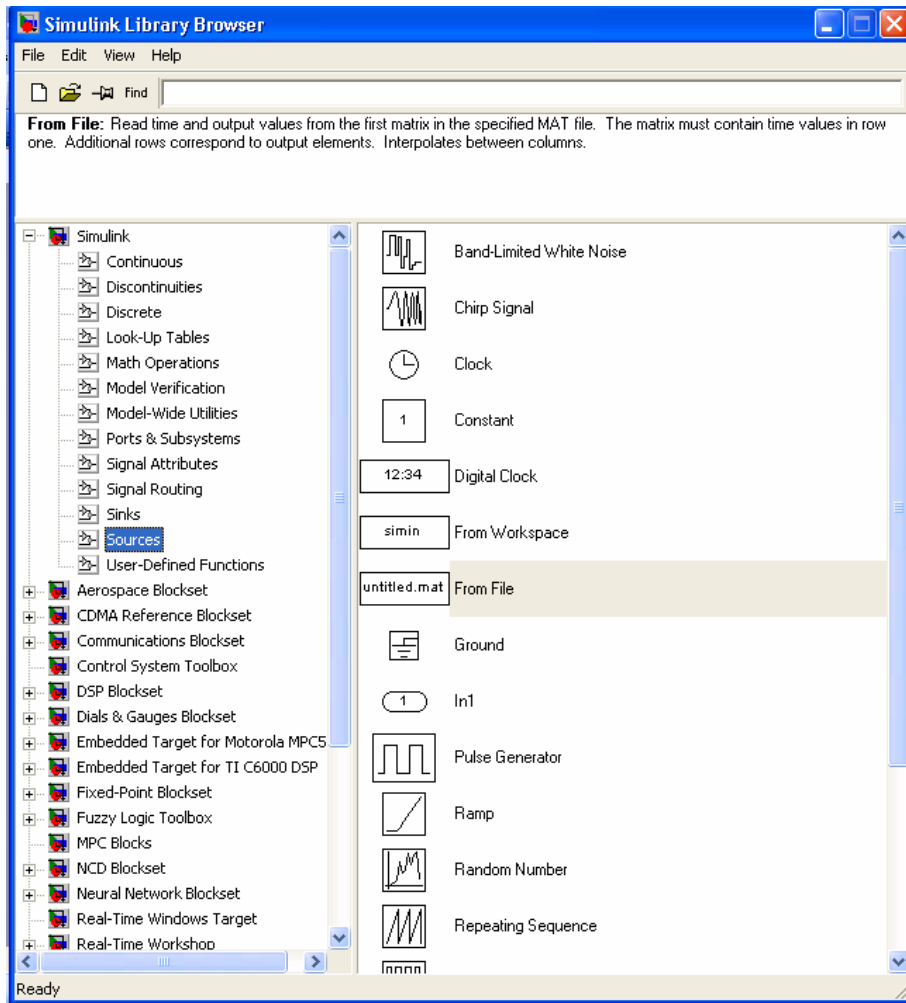 Simulink Library Browser
File Edit View Help
Find
From File: Read time and output values from the first matrix in the specified MAT file. The matrix must contain time values in row
one. Additional rows correspond to output elements. Interpolates between columns.
Simulink
Continuous
Discontinuities
Discrete
Look-Up Tables
Math Operations
Model Verification
Model-Wide Utilities
Ports & Subsystems
Signal Attributes
Signal Routing
Sinks
Sources
User-Defined Functions
Aerospace Blockset
CDMA Reference Blockset
Communications Blockset
Control System Toolbox
DSP Blockset
Dials & Gauges Blockset
Embedded Target for Motorola MPC5
Embedded Target for TI C6000 DSP
Fixed-Point Blockset
Fuzzy Logic Toolbox
MPC Blocks
NCD Blockset
Neural Network Blockset
Real-Time Windows Target
Real-Time Workshop
Band-Limited White Noise
Chirp Signal
Clock
1 Constant
12:34 Digital Clock
simin From Workspace
untitled.mat From File
Ground
1 In1
Pulse Generator
Ramp
Random Number
Repeating Sequence
Ready